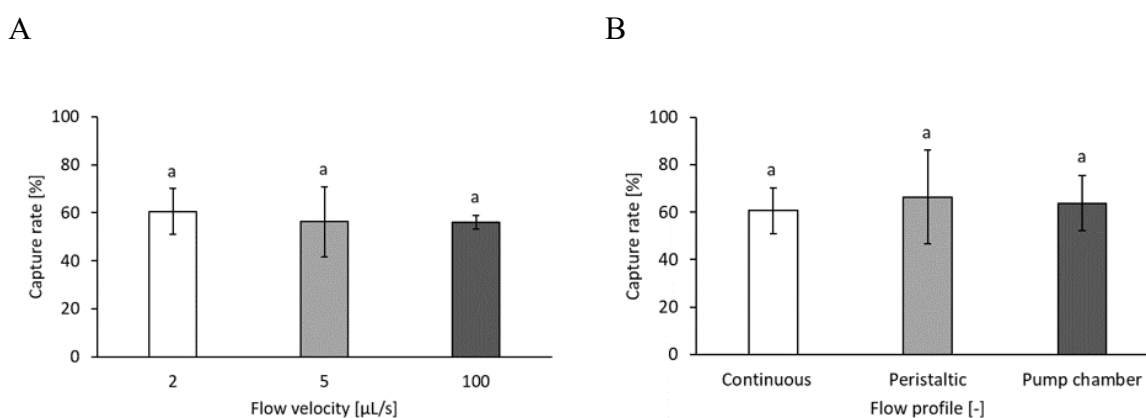 A
B
100
80
60
40
20
0
Capture rate [%]
a
a
a
2
5
100
Flow velocity [µL/s]
100
80
60
40
20
0
Capture rate [%]
a
a
a
Continuous
Peristaltic
Pump chamber
Flow profile [-]